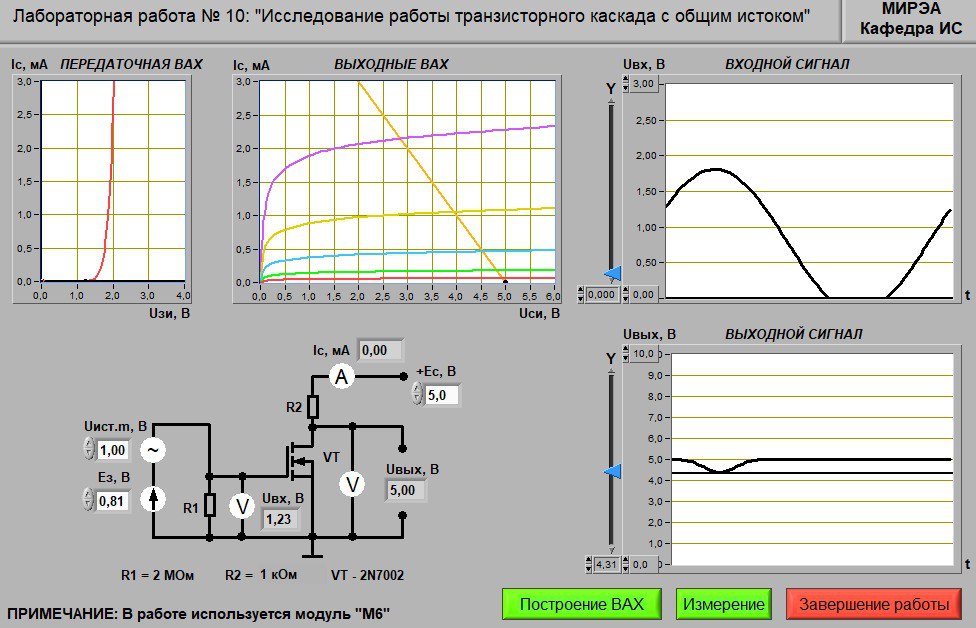 Лабораторная работа № 10: "Исследование работы транзисторного каскада с общим истоком"
МИРЭА
Кафедра ИС
Iс, мА ПЕРЕДАТОЧНАЯ ВАХ
3,0
2,5
2,0
1,5
1,0
0,5
0,0
0,0 1,0 2,0 3,0 4,0
Uзи, В
Iс, мА ВЫХОДНЫЕ ВАХ
3,0
2,5
2,0
1,5
1,0
0,5
0,0
0,0 0,5 1,0 1,5 2,0 2,5 3,0 3,5 4,0 4,5 5,0 5,5 6,0
Uси, В
Uвх, В ВХОДНОЙ СИГНАЛ
Y
3,00
2,50
2,00
1,50
1,00
0,50
0,000 0,00
t
Uвых, В ВЫХОДНОЙ СИГНАЛ
Y
10,0
9,0
8,0
7,0
6,0
5,0
4,0
3,0
2,0
1,0
4,31 0,0
t
Iс, мА 0,00
A
+Eс, В
5,0
R2
Uист.m, В
1,00
~
Eз, В
0,81
R1
V
Uвх, В
1,23
VT
V
Uвых, В
5,00
R1 = 2 МОм R2 = 1 кОм VT - 2N7002
ПРИМЕЧАНИЕ: В работе используется модуль "М6"
Построение ВАХ Измерение Завершение работы